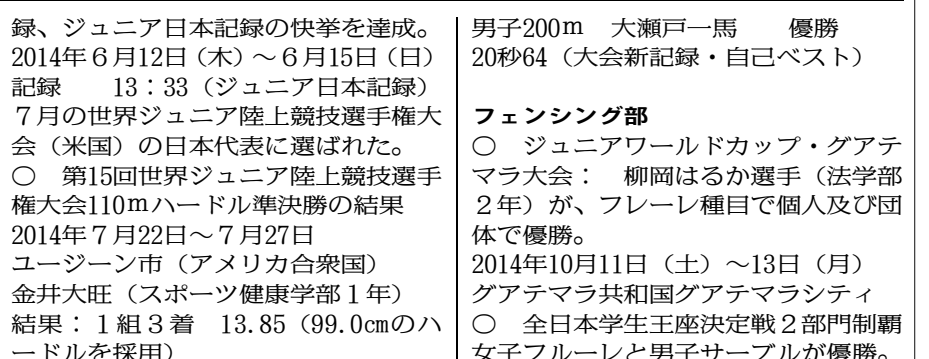 録、ジュニア日本記録の快挙を達成。
2014年６月12日（木）～６月15日（日）
記録　　13：33（ジュニア日本記録）
７月の世界ジュニア陸上競技選手権大
会（米国）の日本代表に選ばれた。
○　第15回世界ジュニア陸上競技選手
権大会110mハードル準決勝の結果
2014年７月22日～７月27日
ユージーン市（アメリカ合衆国）
金井大旺（スポーツ健康学部１年）
結果：１組３着　13.85（99.0cmのハ
ードルを採用）
男子200m　大瀬戸一馬　　優勝
20秒64（大会新記録・自己ベスト）
フェンシング部
○　ジュニアワールドカップ・グアテ
マラ大会：　柳岡はるか選手（法学部
２年）が、フレーレ種目で個人及び団
体で優勝。
2014年10月11日（土）～13日（月）
グアテマラ共和国グアテマラシティ
○　全日本学生王座決定戦２部門制覇
女子フルーレと男子サーブルが優勝。